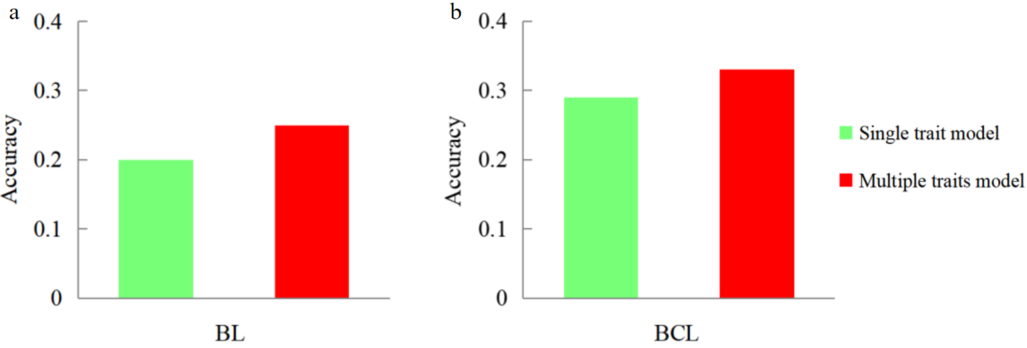 a
0.4
0.3
0.2
0.1
0
Accuracy
BL
b
0.4
0.3
0.2
0.1
0
Accuracy
BCL
Single trait model
Multiple traits model